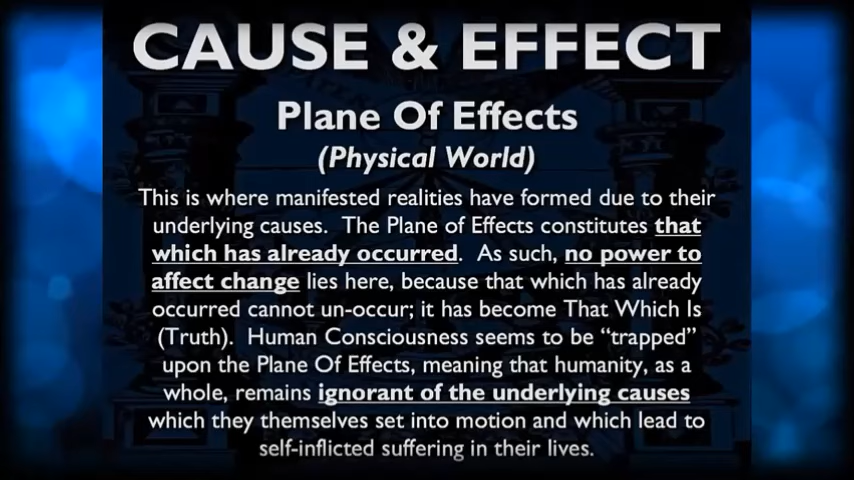 CAUSE & EFFECT
Plane Of Effects
(Physical World)
This is where manifested realities have formed due to their
underlying causes.  The Plane of Effects constitutes that
which has already occurred.  As such, no power to
affect change lies here, because that which has already
occurred cannot un-occur; it has become That Which Is
(Truth).  Human Consciousness seems to be “trapped”
upon the Plane Of Effects, meaning that humanity, as a
whole, remains ignorant of the underlying causes
which they themselves set into motion and which lead to
self-inflicted suffering in their lives.